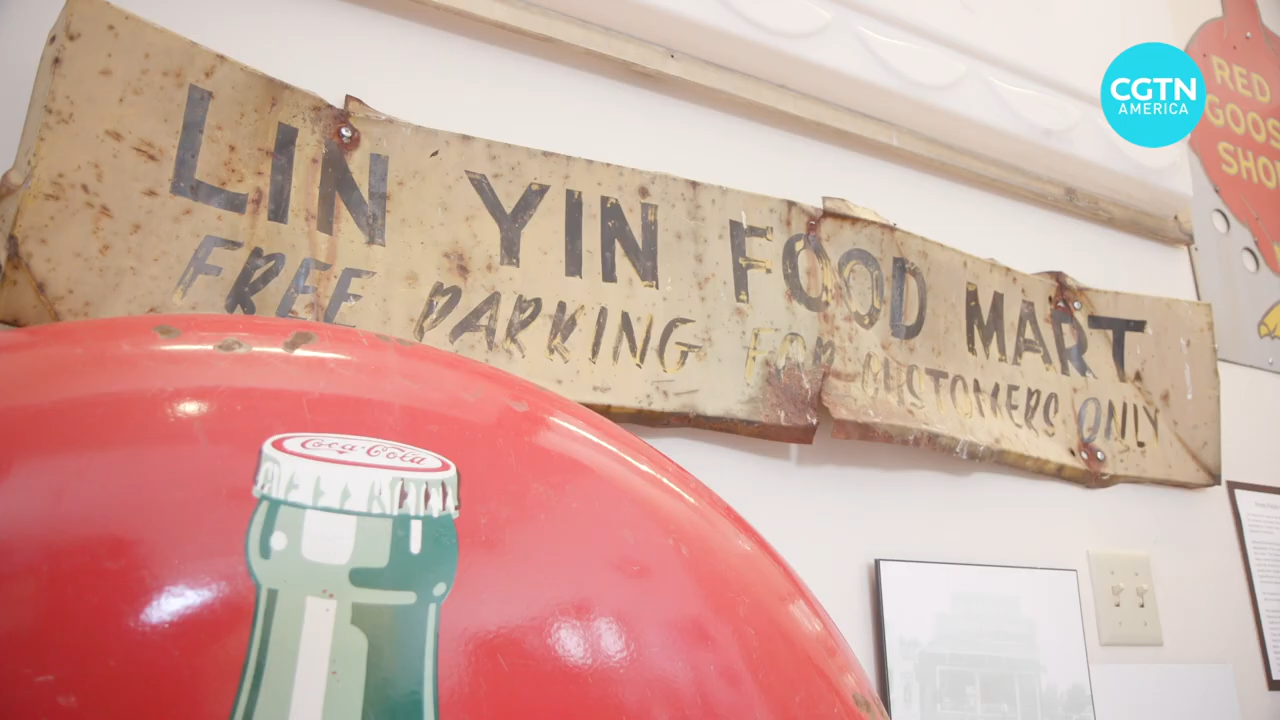 CGTN
AMERICA
RED
GOOS
SHO
LIN YIN FOOD MART
FREE PARKING FOR CUSTOMERS ONLY
Coca-Cola